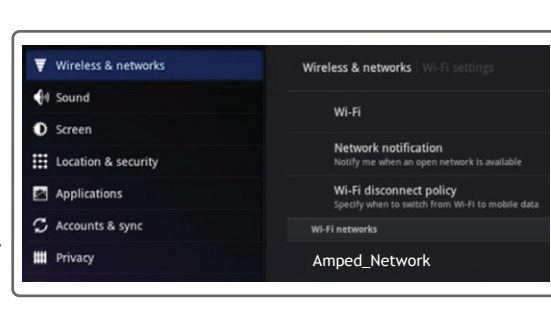 Wireless & networks
Sound
Screen
Location & security
Applications
Accounts & sync
Privacy
Wireless & networks Wi-Fi settings
Wi-Fi
Network notification
Notify me when an open network is available
Wi-Fi disconnect policy
Specify when to switch from Wi-Fi to mobile data
Wi-Fi networks
Amped_Network